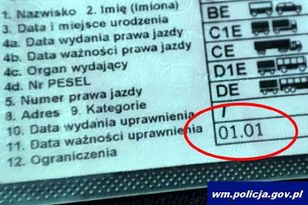 1. Nazwisko 2. Imię (Imiona)
3. Data i miejsce urodzenia
4a. Data wydania prawa jazdy
4b. Data ważności prawa jazdy
4c. Organ wydający
4d. Nr PESEL
5. Numer prawa jazdy
8. Adres 9. Kategorie
10. Data wydania uprawnienia
11. Data ważności uprawnienia
12. Ograniczenia
BE
C1E
CE
D1E
DE
T
01.01
wm.policja.gov.pl